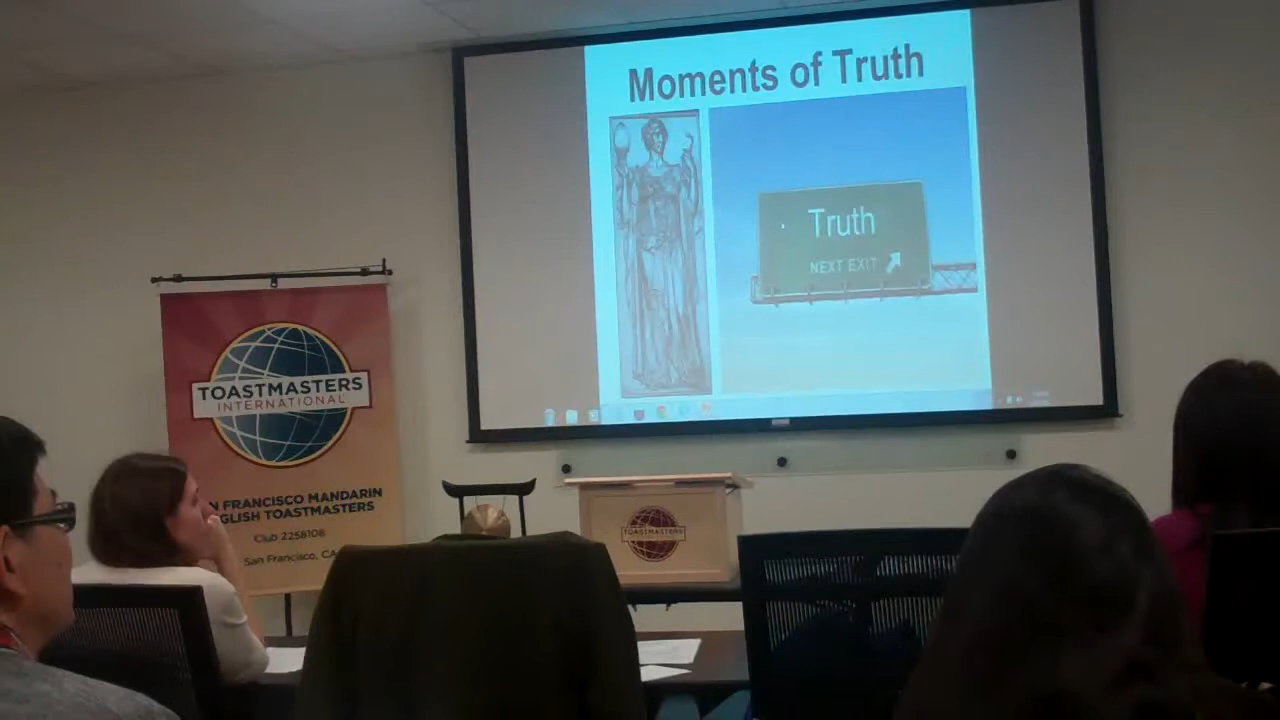 Moments of Truth
Truth
NEXT EXIT
TOASTMASTERS
INTERNATIONAL
N FRANCISCO MANDARIN
GLISH TOASTMASTERS
Club 2258108
San Francisco, CA
TOASTMASTERS